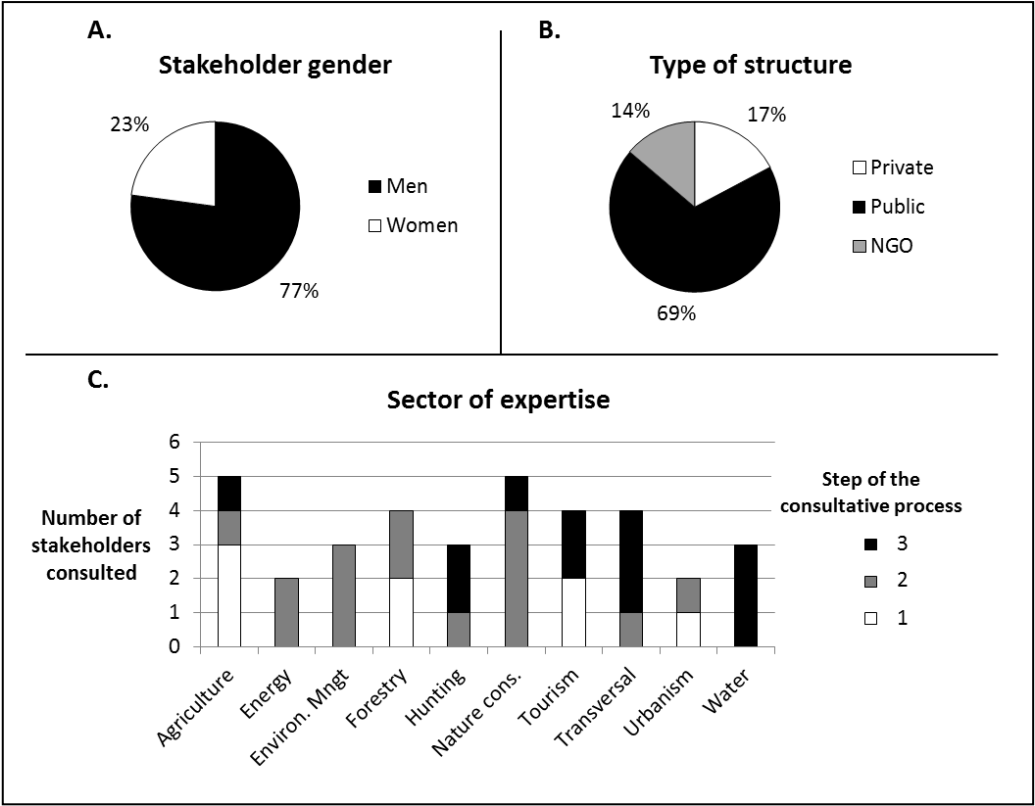 A.
Stakeholder gender
23%
77%
Men
Women
B.
Type of structure
14%
17%
69%
Private
Public
NGO
C.
Sector of expertise
Number of
stakeholders
consulted
6
5
4
3
2
1
0
Agriculture
Energy
Environ. Mngt
Forestry
Hunting
Nature cons.
Tourism
Transversal
Urbanism
Water
Step of the
consultative process
3
2
1